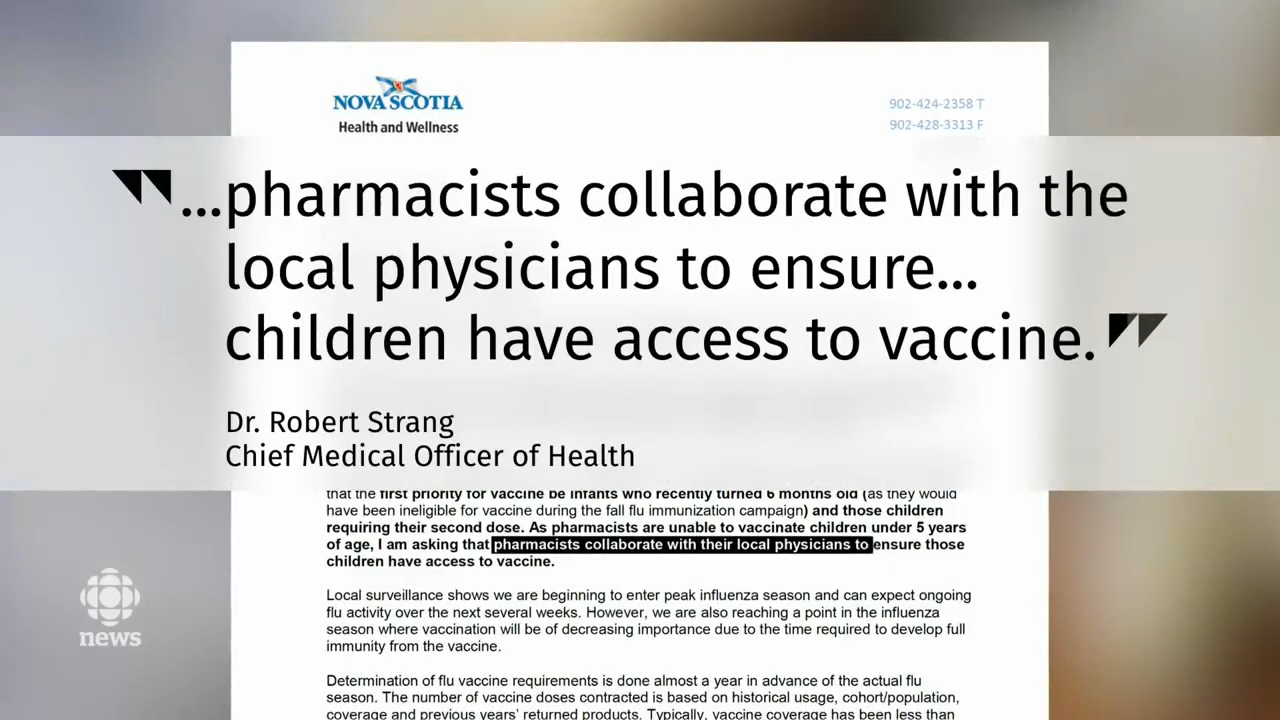 NOVA SCOTIA
Health and Wellness
902-424-2358 T
902-428-3313 F
...pharmacists collaborate with the
local physicians to ensure...
children have access to vaccine.
Dr. Robert Strang
Chief Medical Officer of Health
that the first priority for vaccine be infants who recently turned 6 months old (as they would
have been ineligible for vaccine during the fall flu immunization campaign) and those children
requiring their second dose. As pharmacists are unable to vaccinate children under 5 years
of age, I am asking that pharmacists collaborate with their local physicians to ensure those
children have access to vaccine.
Local surveillance shows we are beginning to enter peak influenza season and can expect ongoing
flu activity over the next several weeks. However, we are also reaching a point in the influenza
season where vaccination will be of decreasing importance due to the time required to develop full
immunity from the vaccine.
Determination of flu vaccine requirements is done almost a year in advance of the actual flu
season. The number of vaccine doses contracted is based on historical usage, cohort/population,
coverage and previous years' returned products. Typically, vaccine coverage has been less than
news